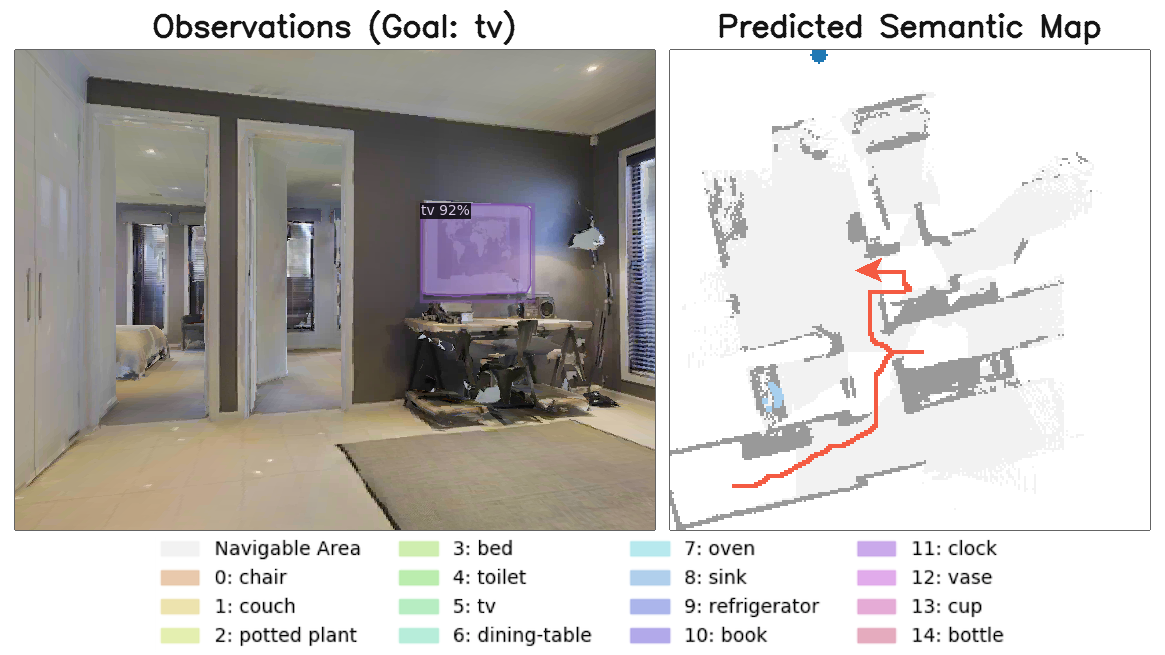 Observations (Goal: tv)
Predicted Semantic Map
tv 92%
Navigable Area
0: chair
1: couch
2: potted plant
3: bed
4: toilet
5: tv
6: dining-table
7: oven
8: sink
9: refrigerator
10: book
11: clock
12: vase
13: cup
14: bottle